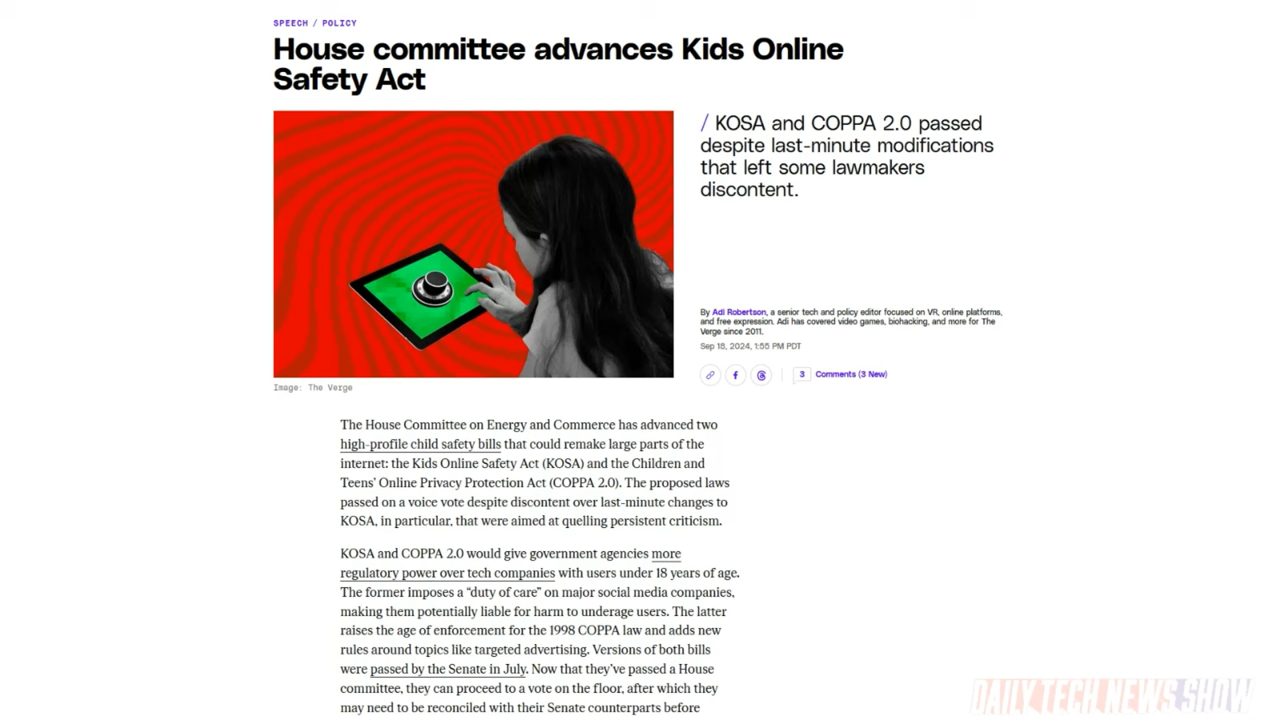 SPEECH / POLICY
House committee advances Kids Online
Safety Act
/ KOSA and COPPA 2.0 passed
despite last-minute modifications
that left some lawmakers
discontent.
By Adi Robertson, a senior tech and policy editor focused on VR, online platforms,
and free expression. Adi has covered video games, biohacking, and more for The
Verge since 2011.
Sep 18, 2024, 1:55 PM PDT
3 Comments (3 New)
Image: The Verge
The House Committee on Energy and Commerce has advanced two
high-profile child safety bills that could remake large parts of the
internet: the Kids Online Safety Act (KOSA) and the Children and
Teens’ Online Privacy Protection Act (COPPA 2.0). The proposed laws
passed on a voice vote despite discontent over last-minute changes to
KOSA, in particular, that were aimed at quelling persistent criticism.
KOSA and COPPA 2.0 would give government agencies more
regulatory power over tech companies with users under 18 years of age.
The former imposes a “duty of care” on major social media companies,
making them potentially liable for harm to underage users. The latter
raises the age of enforcement for the 1998 COPPA law and adds new
rules around topics like targeted advertising. Versions of both bills
were passed by the Senate in July. Now that they’ve passed a House
committee, they can proceed to a vote on the floor, after which they
may need to be reconciled with their Senate counterparts before
DAILY TECH NEWS SHOW